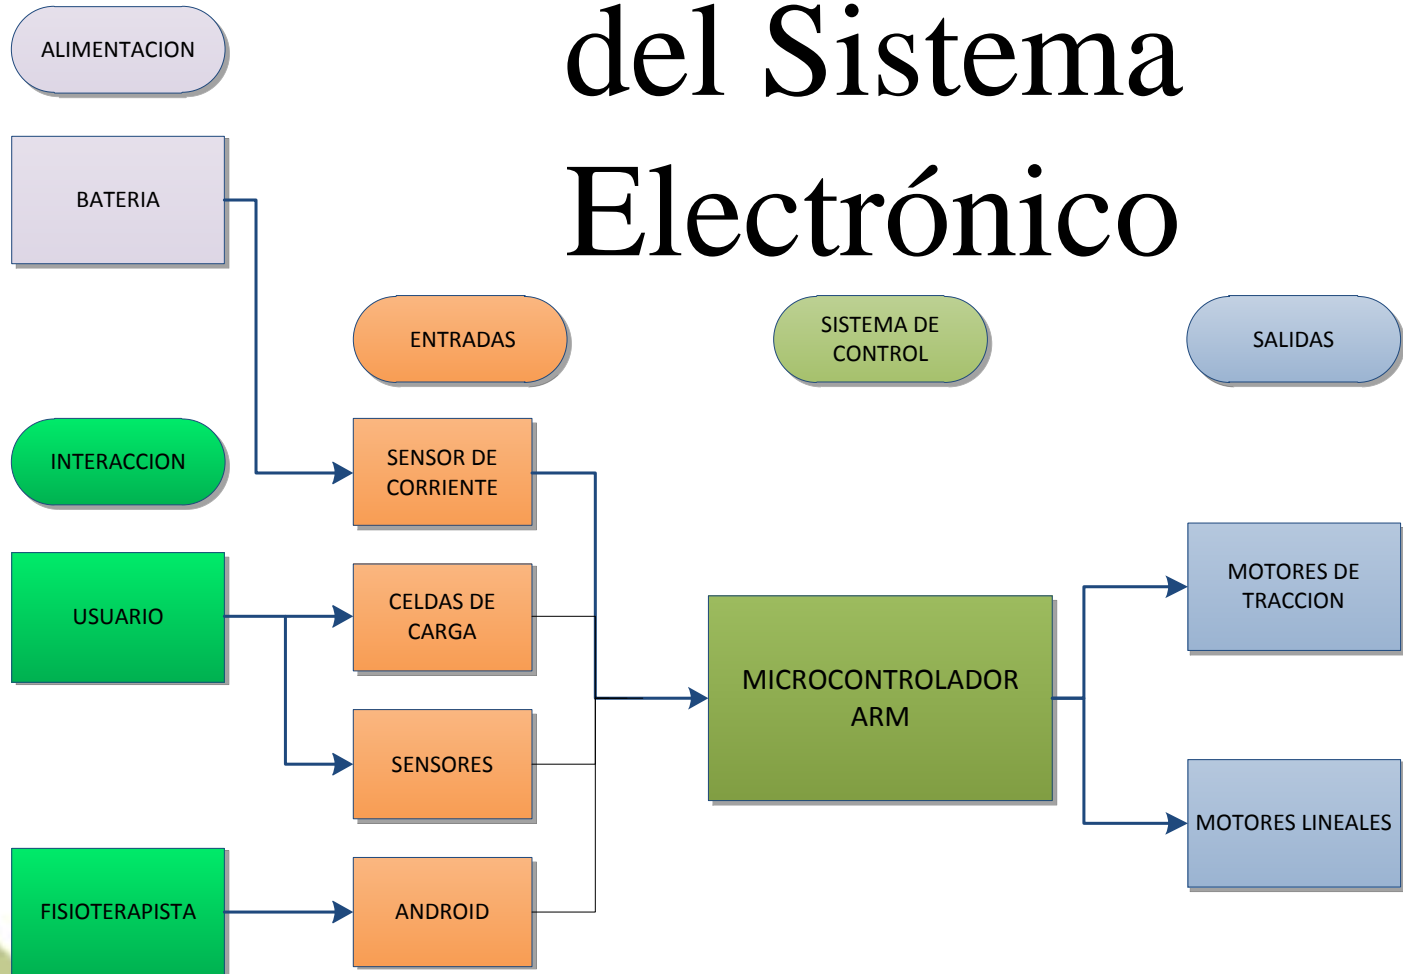 del Sistema
Electrónico
ALIMENTACION
BATERIA
ENTRADAS
SISTEMA DE
CONTROL
SALIDAS
INTERACCION
SENSOR DE
CORRIENTE
USUARIO
CELDAS DE
CARGA
MOTORES DE
TRACCION
MICROCONTROLADOR
ARM
SENSORES
MOTORES LINEALES
FISIOTERAPISTA
ANDROID